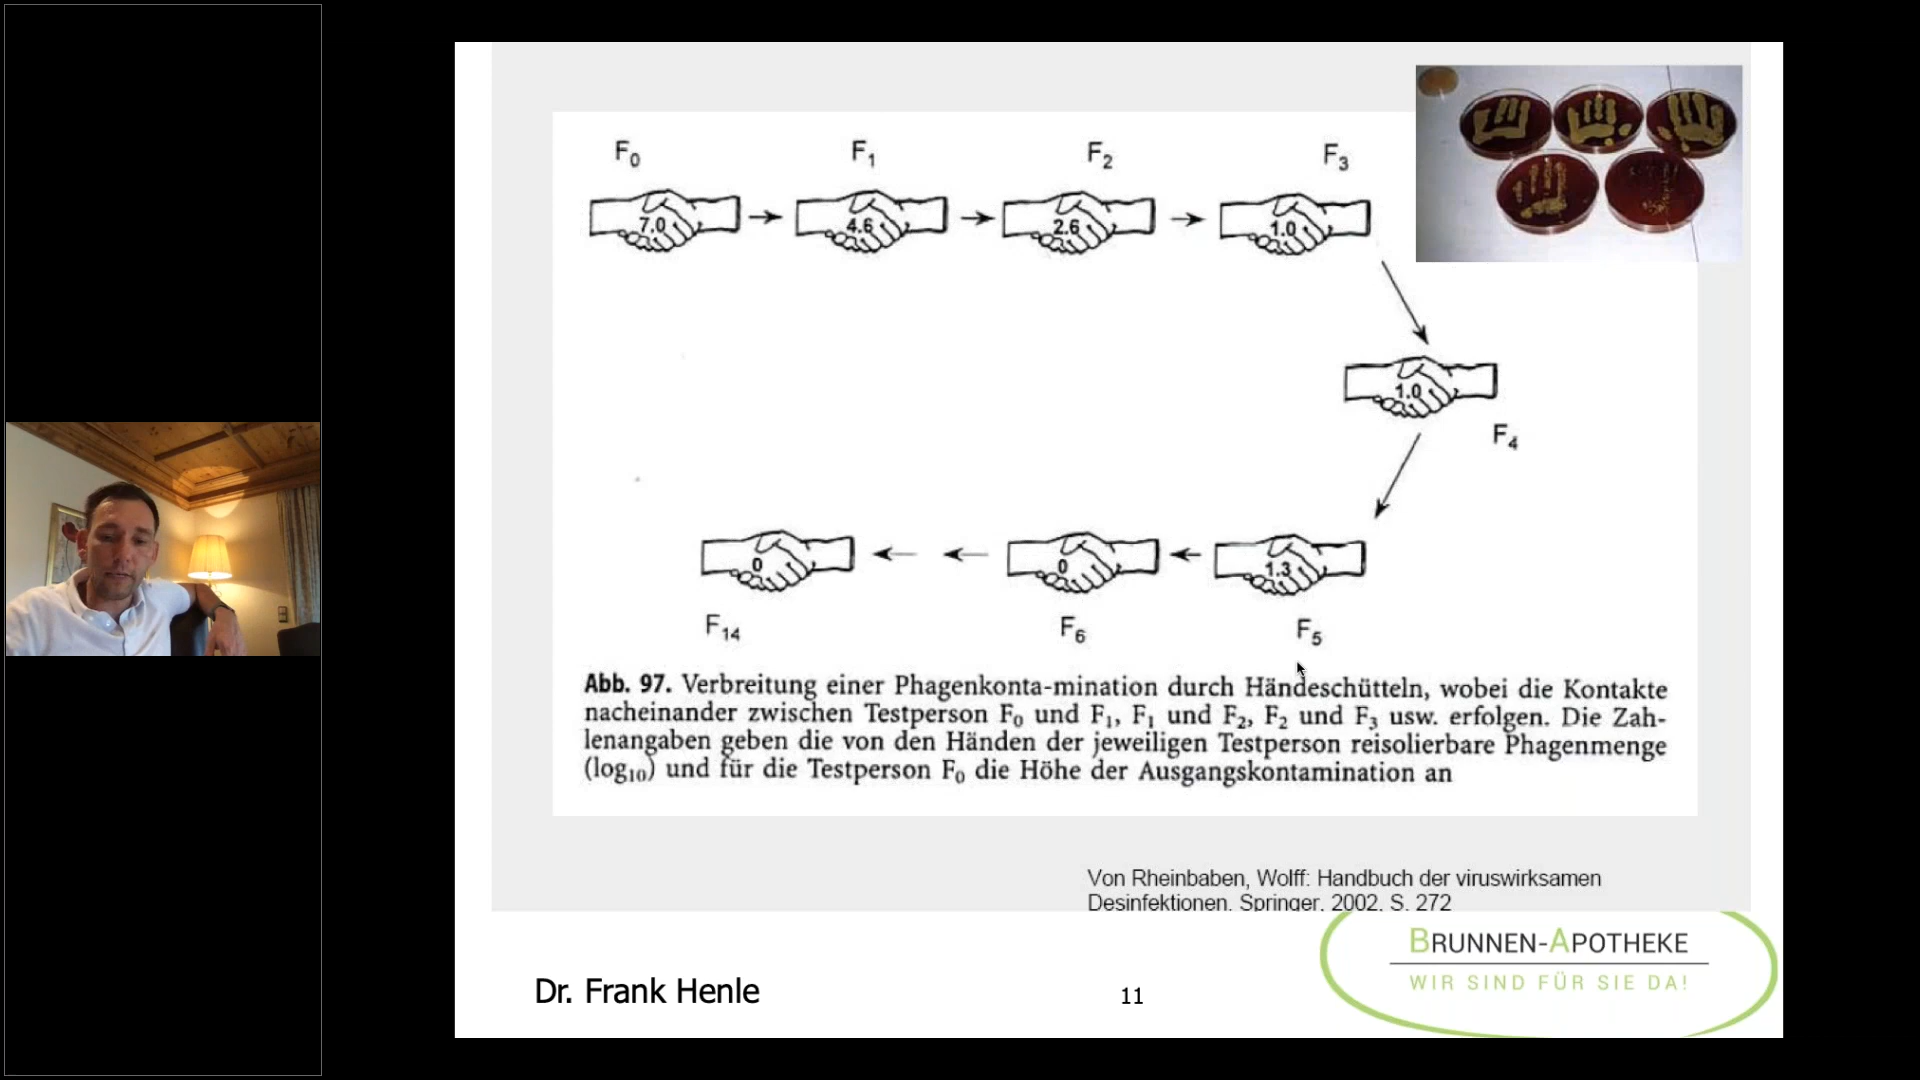 F₀ F₁ F₂ F₃
7.0 4.6 2.6 1.0
1.0
F₄
0 0 1.3
F₁₄ F₆ F₅
Abb. 97. Verbreitung einer Phagenkonta-mination durch Händeschütteln, wobei die Kontakte
nacheinander zwischen Testperson F₀ und F₁, F₁ und F₂, F₂ und F₃ usw. erfolgen. Die Zah-
lenangaben geben die von den Händen der jeweiligen Testperson reisolierbare Phagenmenge
(log₁₀) und für die Testperson F₀ die Höhe der Ausgangskontamination an
Von Rheinbaben, Wolff: Handbuch der viruswirksamen
Desinfektionen. Springer, 2002, S. 272
BRUNNEN-APOTHEKE
WIR SIND FÜR SIE DA!
Dr. Frank Henle
11